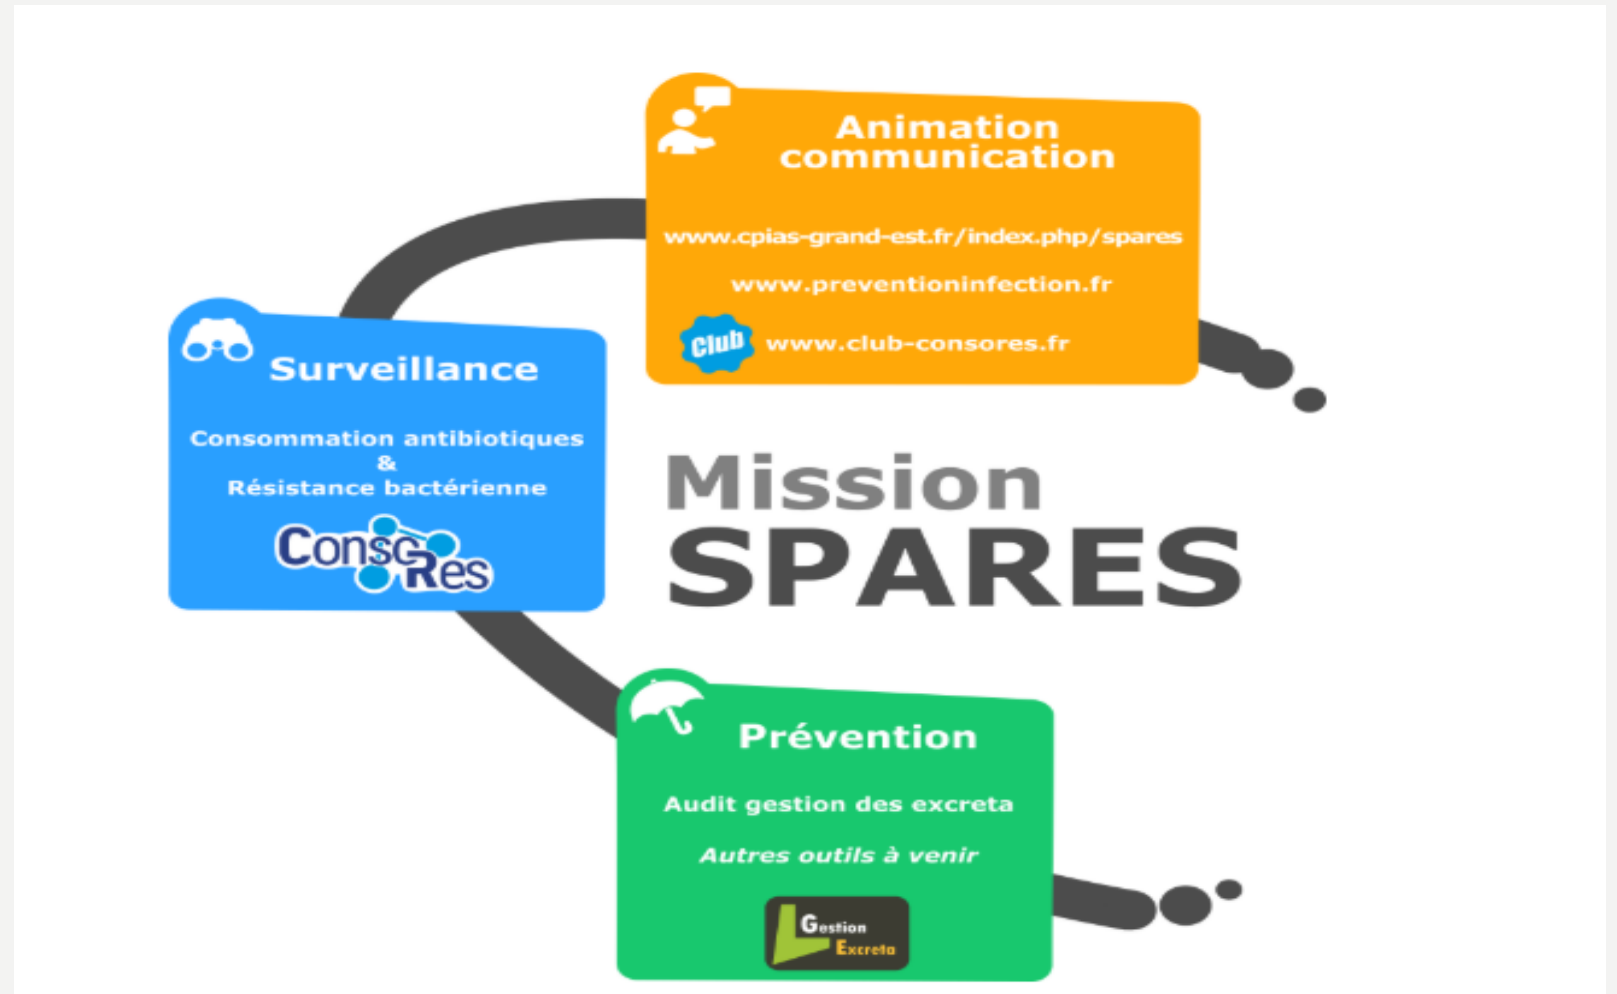 Animation
communication
www.cpias-grand-est.fr/index.php/spares
www.preventioninfection.fr
Club www.club-consores.fr
Surveillance
Consommation antibiotiques
&
Résistance bactérienne
ConsoRes
Mission
SPARES
Prévention
Audit gestion des excreta
Autres outils à venir
Gestion
Excreta